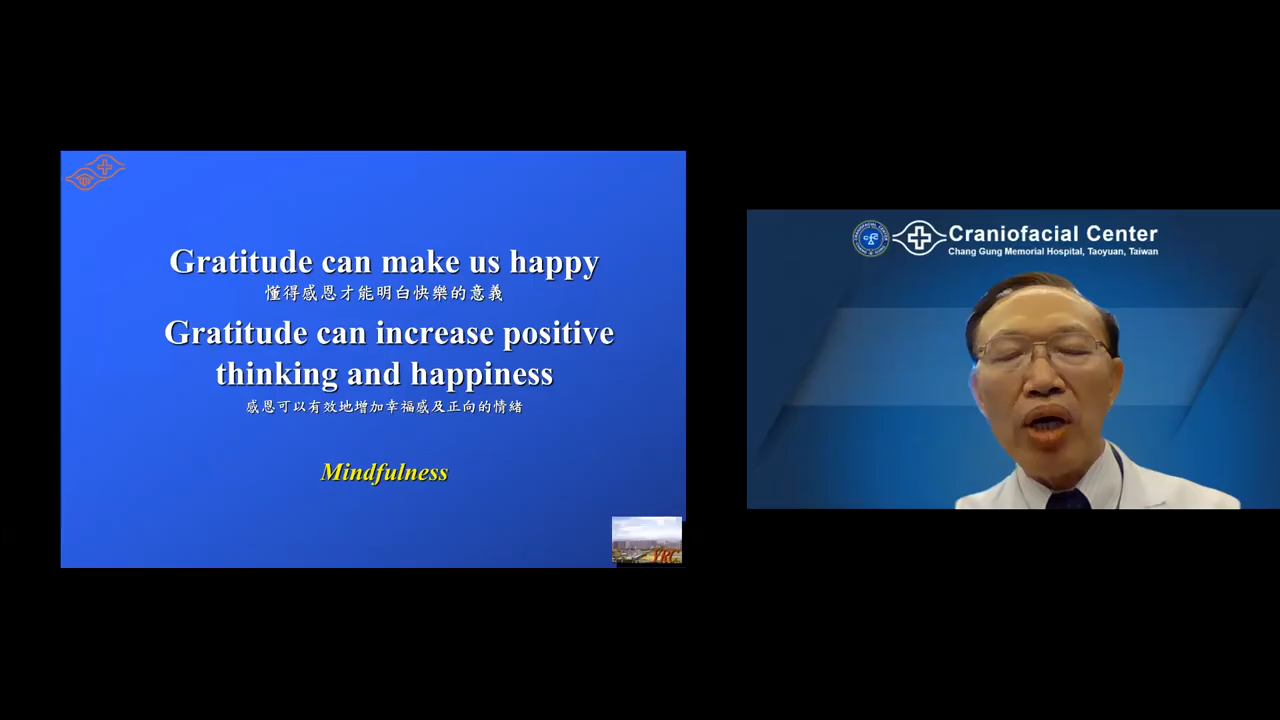 Gratitude can make us happy
懂得感恩才能明白快樂的意義
Gratitude can increase positive
thinking and happiness
感恩可以有效地增加幸福感及正向的情緒
Mindfulness
YRC
Craniofacial Center
Chang Gung Memorial Hospital, Taoyuan, Taiwan